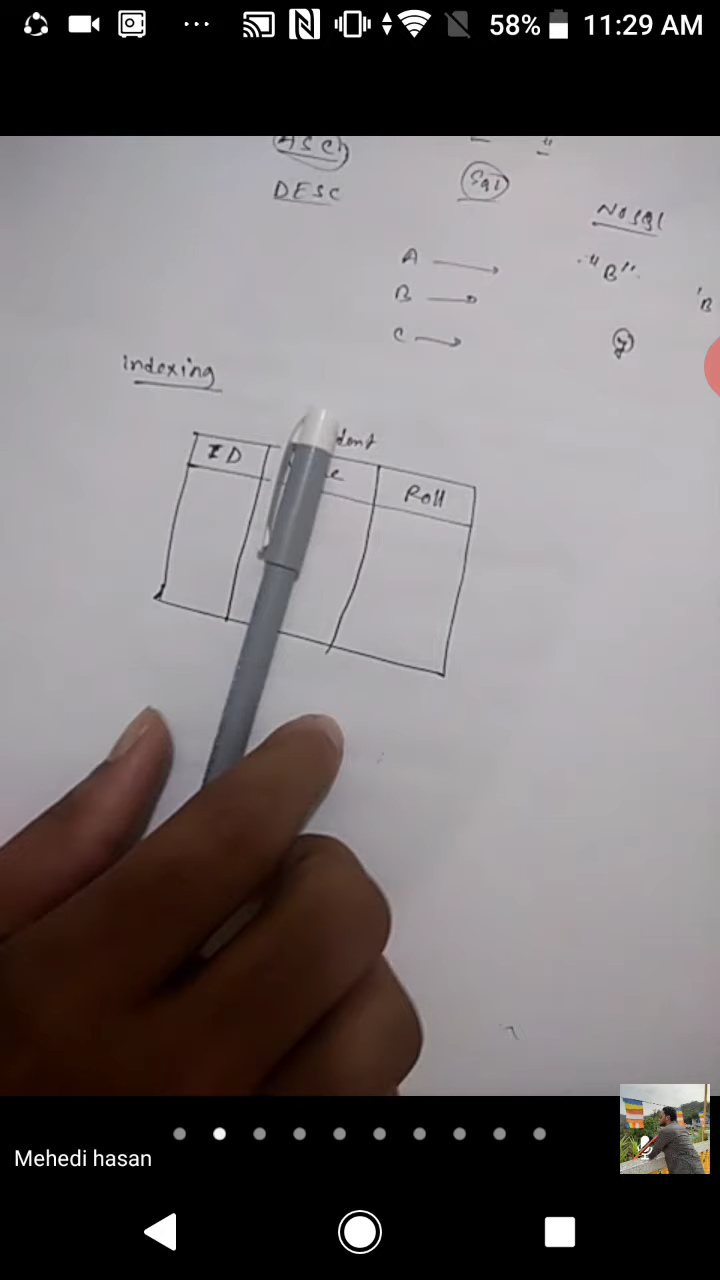 58% 11:29 AM
ASC
DESC
Sql
NoSQL
A
"B"
B
'B
C
indexing
ID
Roll
Mehedi hasan